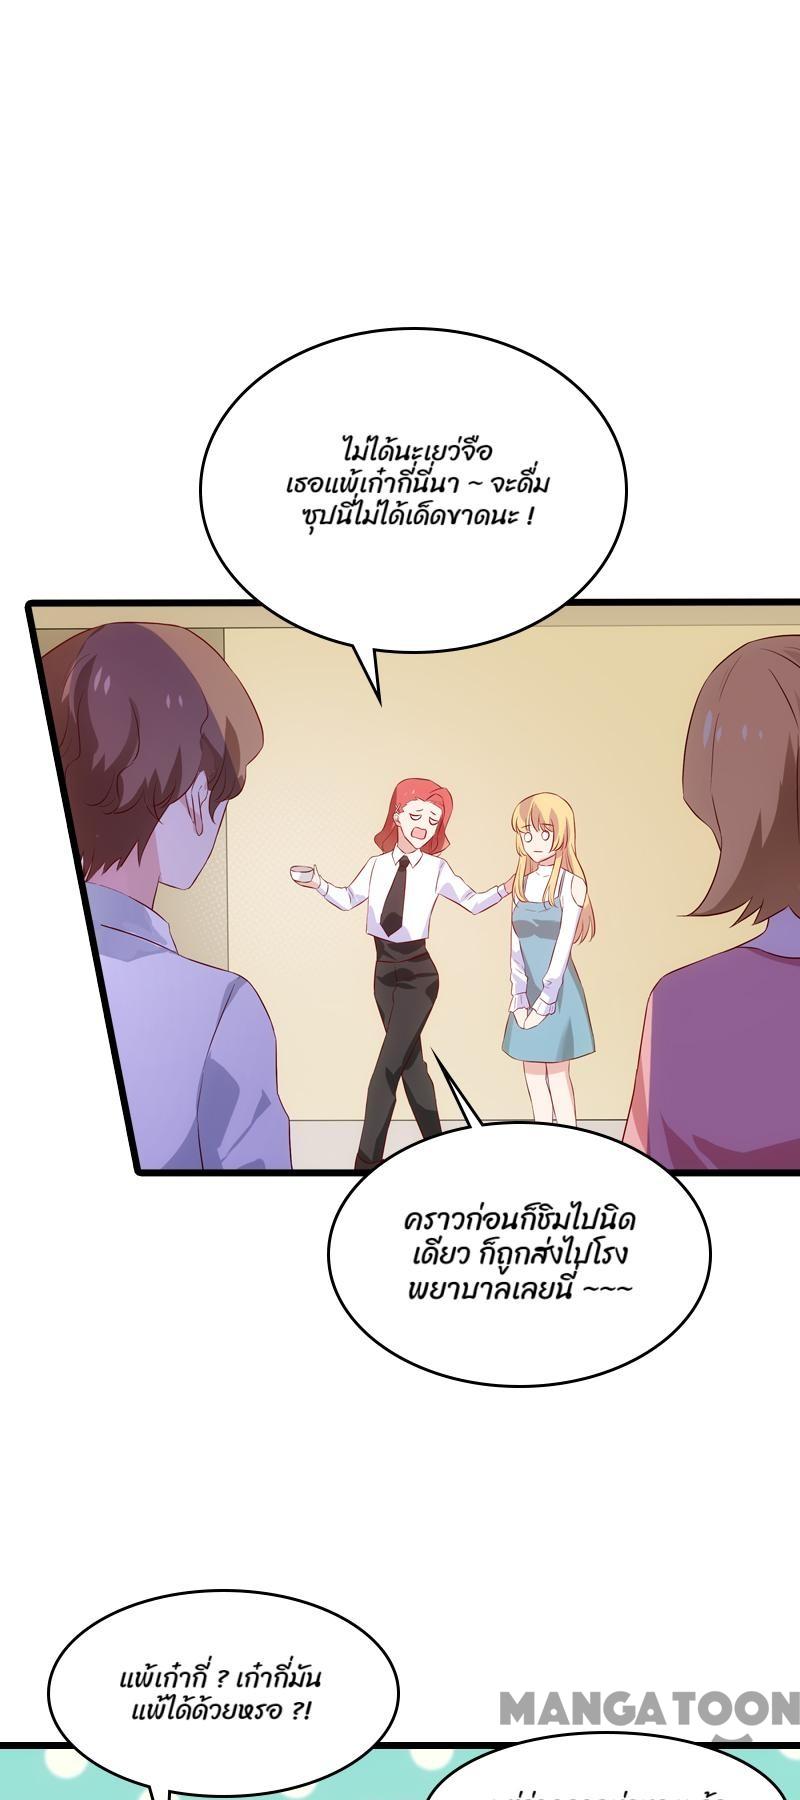 ไม่ได้นะเยว่จือ
เธอแพ้เก๋ากี่นี่นา ~ จะดื่ม
ซุปนี่ไม่ได้เด็ดขาดนะ !
คราวก่อนก็ชิมไปนิด
เดียว ก็ถูกส่งไปโรง
พยาบาลเลยนี่ ~~~
แพ้เก๋ากี่ ? เก๋ากี่มัน
แพ้ได้ด้วยหรอ ?!
MANGATOON